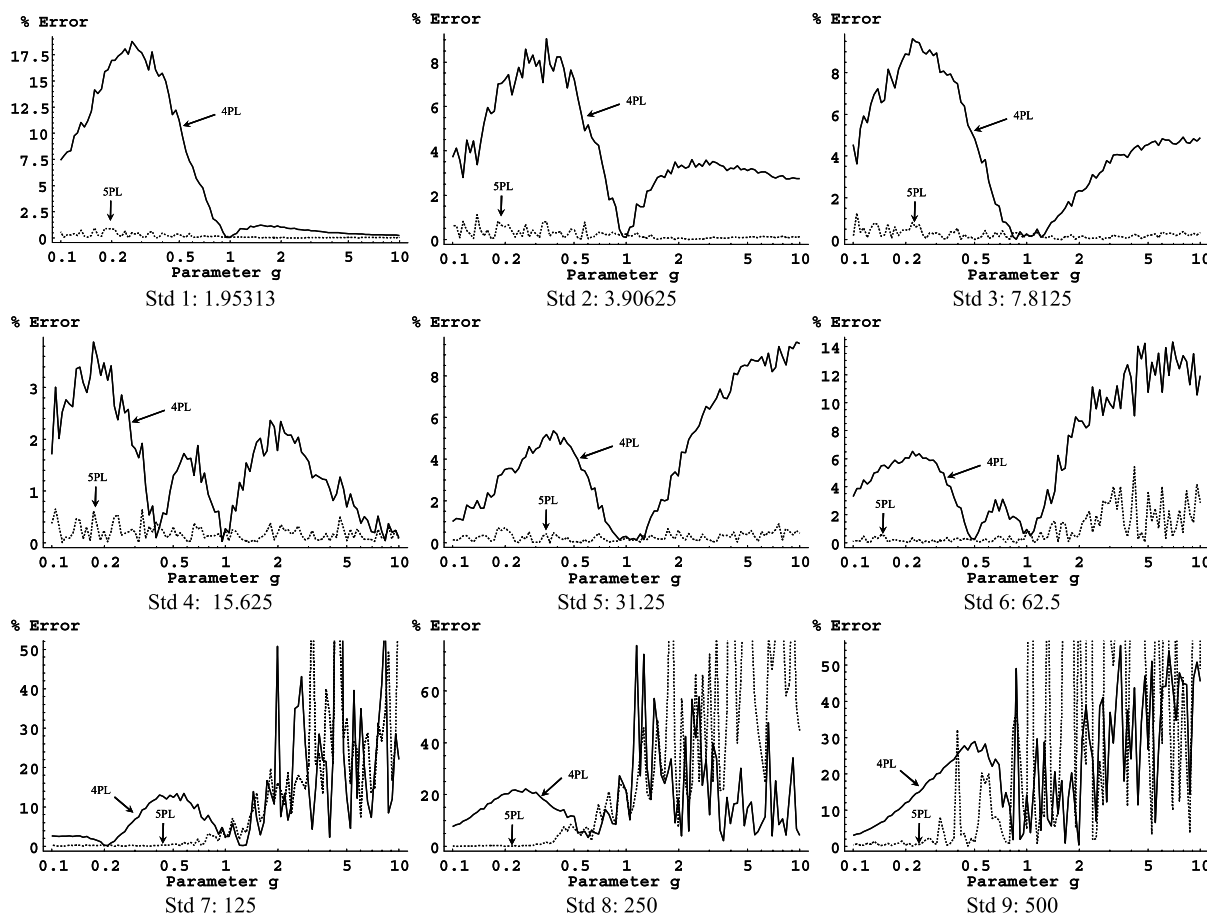 % Error
17.5
15
12.5
10
7.5
5
2.5
0
4PL
5PL
0.1 0.2 0.5 1 2 5 10
Parameter g
Std 1: 1.95313
% Error
8
6
4
2
0
4PL
5PL
0.1 0.2 0.5 1 2 5 10
Parameter g
Std 2: 3.90625
% Error
8
6
4
2
0
4PL
5PL
0.1 0.2 0.5 1 2 5 10
Parameter g
Std 3: 7.8125
% Error
3
2
1
0
4PL
5PL
0.1 0.2 0.5 1 2 5 10
Parameter g
Std 4: 15.625
% Error
8
6
4
2
0
4PL
5PL
0.1 0.2 0.5 1 2 5 10
Parameter g
Std 5: 31.25
% Error
14
12
10
8
6
4
2
0
4PL
5PL
0.1 0.2 0.5 1 2 5 10
Parameter g
Std 6: 62.5
% Error
50
40
30
20
10
0
4PL
5PL
0.1 0.2 0.5 1 2 5 10
Parameter g
Std 7: 125
% Error
60
40
20
0
4PL
5PL
0.1 0.2 0.5 1 2 5 10
Parameter g
Std 8: 250
% Error
50
40
30
20
10
0
4PL
5PL
0.1 0.2 0.5 1 2 5 10
Parameter g
Std 9: 500